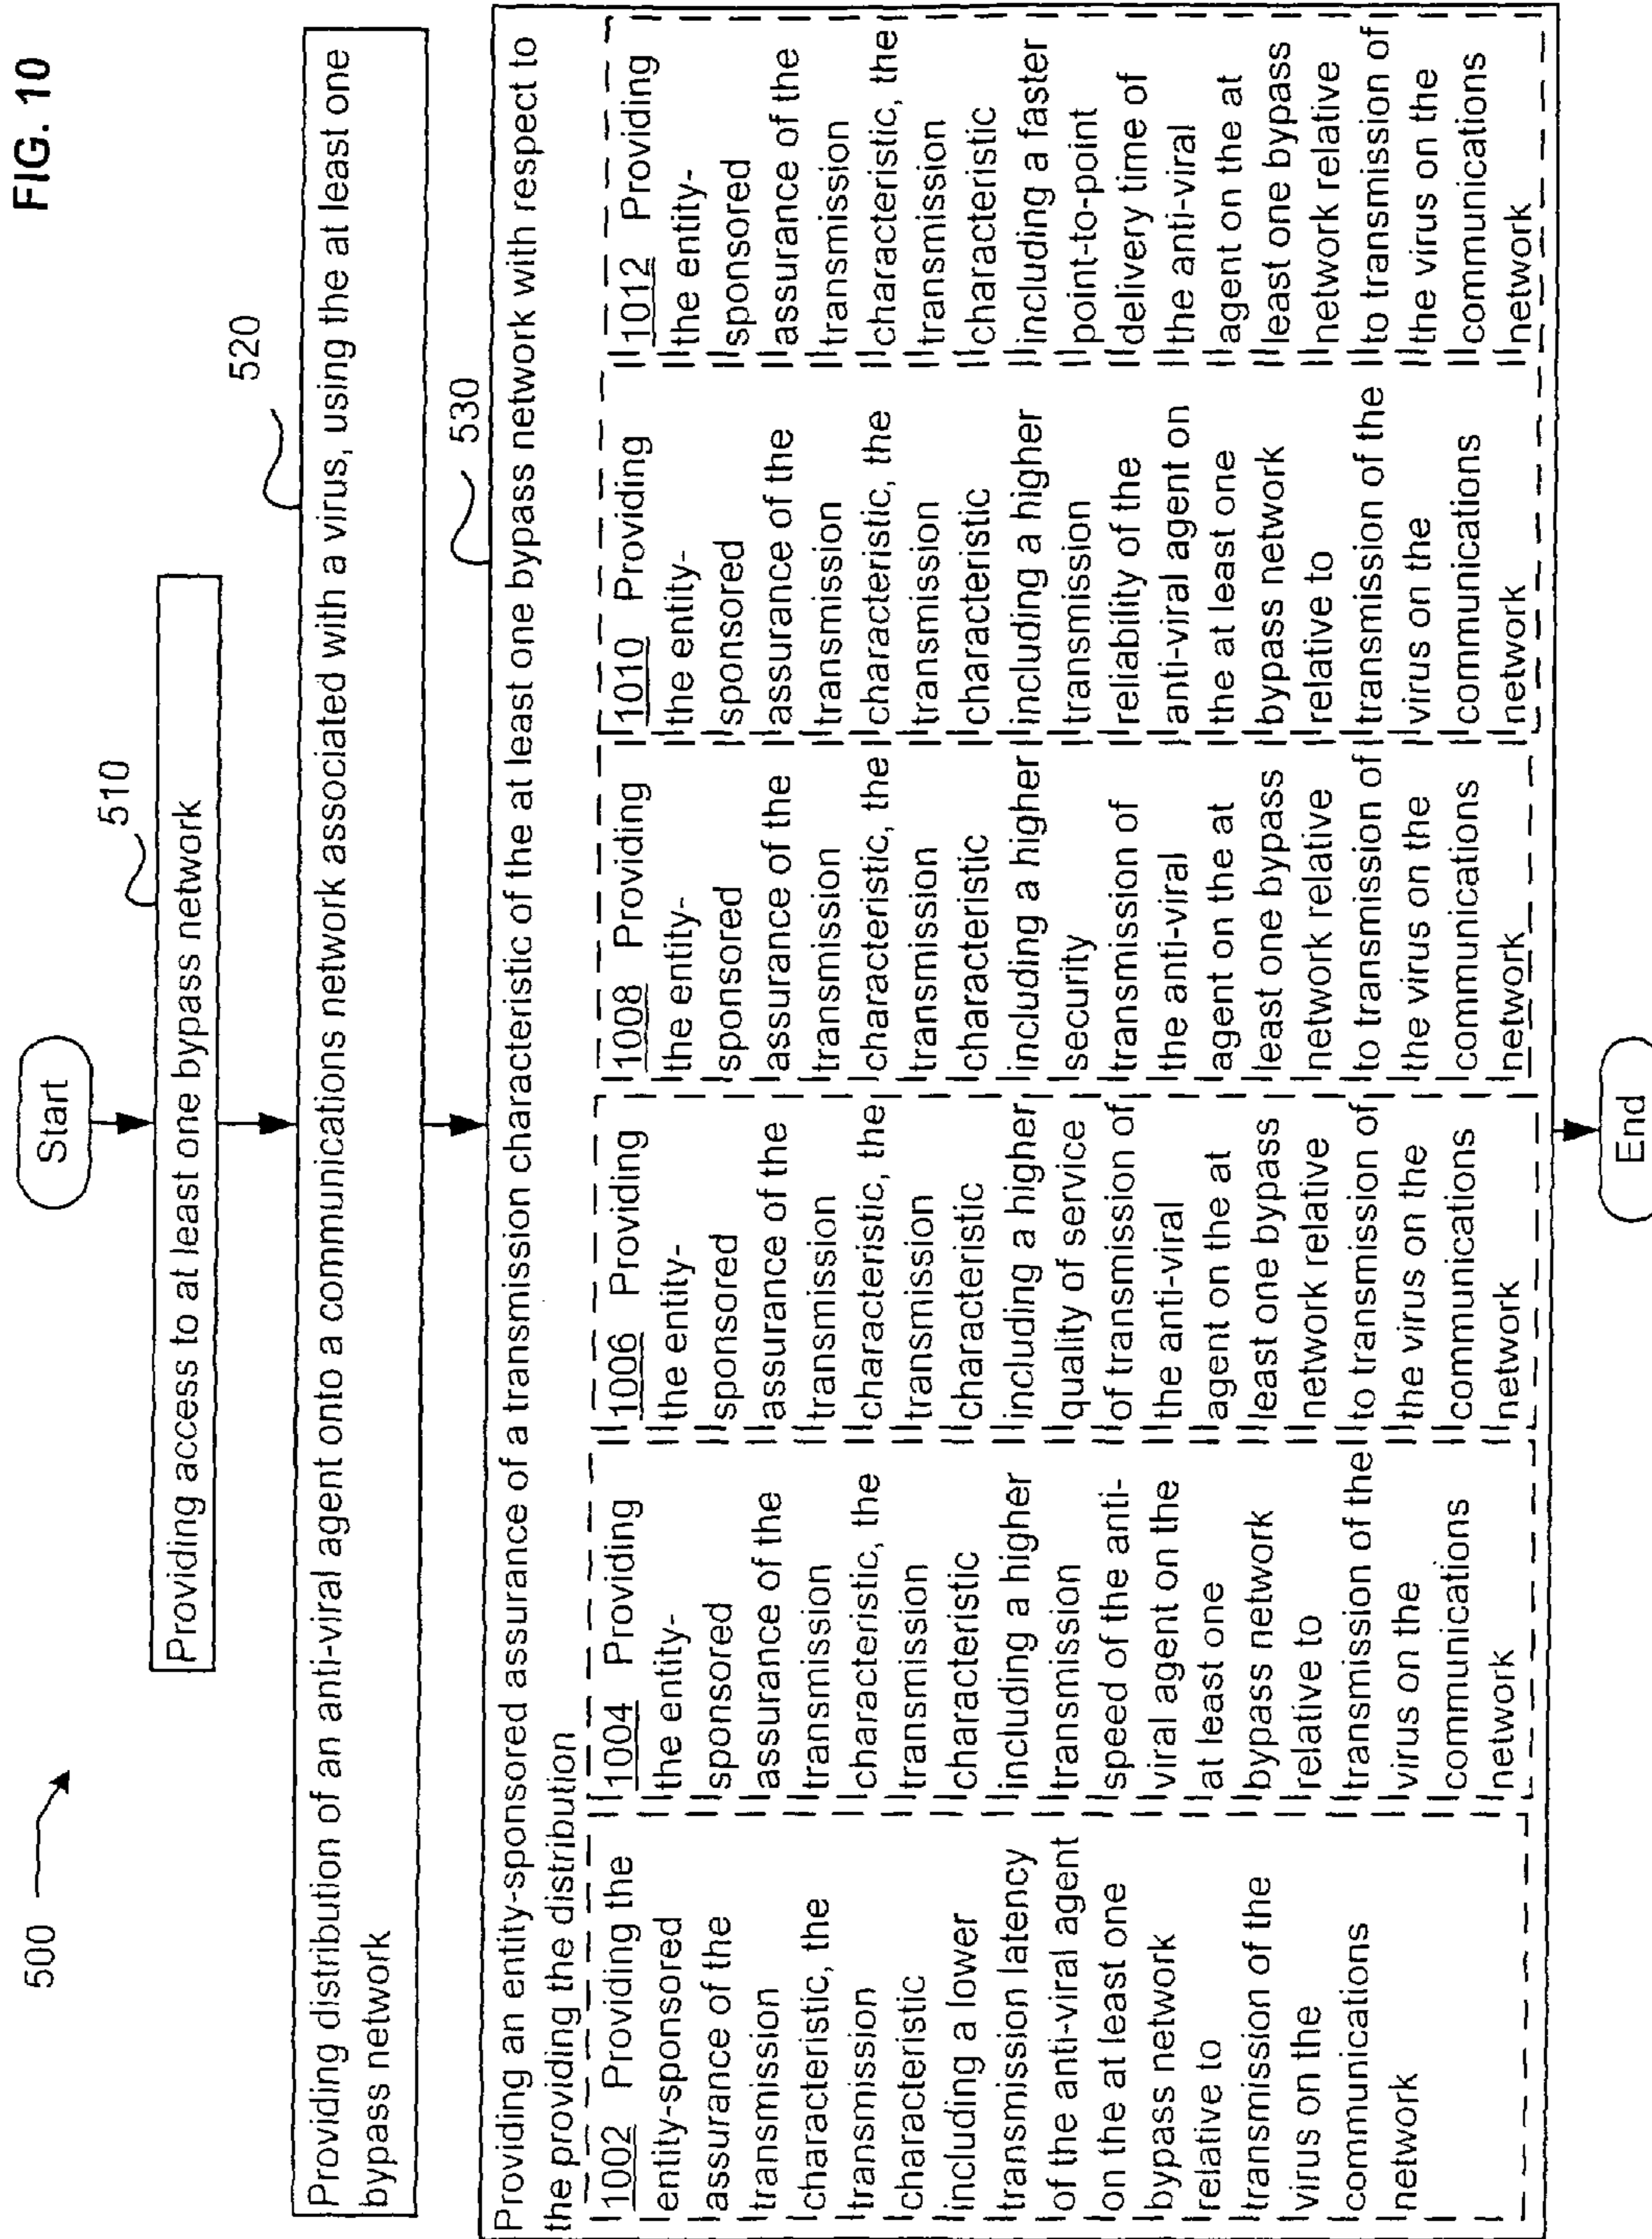 FIG. 10
500
Start
510
Providing access to at least one bypass network
520
Providing distribution of an anti-viral agent onto a communications network associated with a virus, using the at least one
bypass network
530
Providing an entity-sponsored assurance of a transmission characteristic of the at least one bypass network with respect to
the providing the distribution
1002 Providing the
entity-sponsored
assurance of the
transmission
characteristic, the
transmission
characteristic
including a lower
transmission latency
of the anti-viral agent
on the at least one
bypass network
relative to
transmission of the
virus on the
communications
network
1004 Providing
the entity-
sponsored
assurance of the
transmission
characteristic, the
transmission
characteristic
including a higher
transmission
speed of the anti-
viral agent on the
at least one
bypass network
relative to
transmission of the
virus on the
communications
network
1006 Providing
the entity-
sponsored
assurance of the
transmission
characteristic, the
transmission
characteristic
including a higher
quality of service
of transmission of
the anti-viral
agent on the at
least one bypass
network relative
to transmission of
the virus on the
communications
network
1008 Providing
the entity-
sponsored
assurance of the
transmission
characteristic, the
transmission
characteristic
including a higher
security
transmission of
the anti-viral
agent on the at
least one bypass
network relative
to transmission of
the virus on the
communications
network
1010 Providing
the entity-
sponsored
assurance of the
transmission
characteristic, the
transmission
characteristic
including a higher
transmission
reliability of the
anti-viral agent on
the at least one
bypass network
relative to
transmission of the
virus on the
communications
network
1012 Providing
the entity-
sponsored
assurance of the
transmission
characteristic, the
transmission
characteristic
including a faster
point-to-point
delivery time of
the anti-viral
agent on the at
least one bypass
network relative
to transmission of
the virus on the
communications
network
End